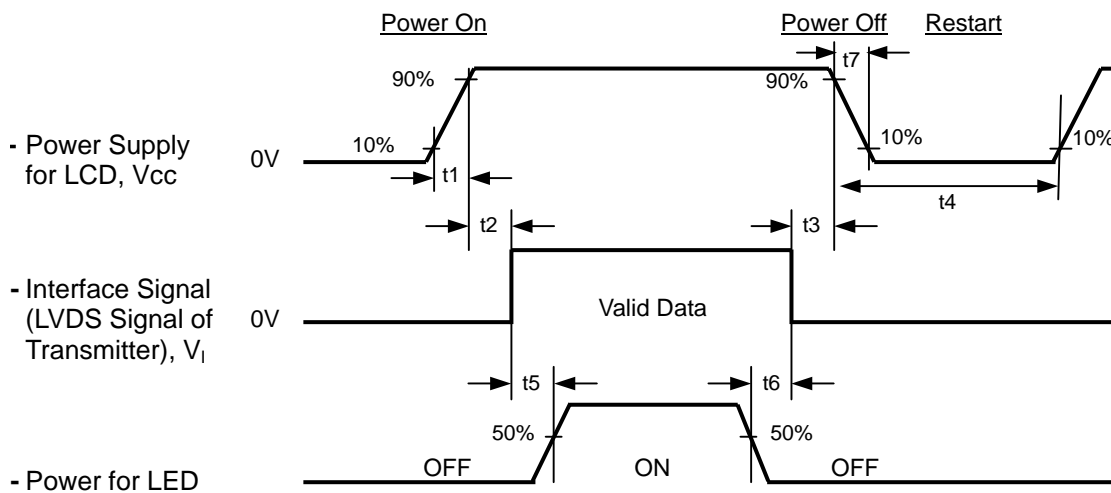 Power On
Power Off
Restart
t7
90%
90%
- Power Supply
for LCD, Vcc
0V
10%
10%
10%
t1
t4
t2
t3
- Interface Signal
(LVDS Signal of
Transmitter), VI
0V
Valid Data
t5
t6
50%
50%
- Power for LED
OFF
ON
OFF